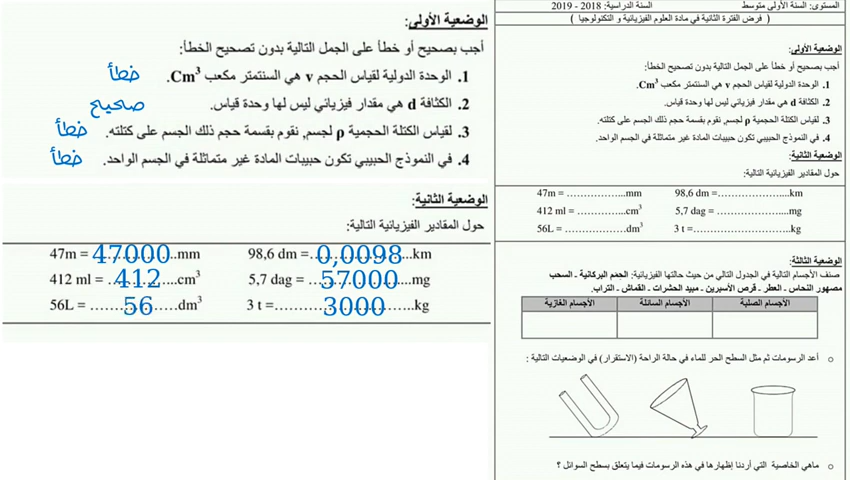 المستوى: السنة الأولى متوسط
السنة الدراسية: 2018 - 2019
( فرض الفترة الثانية في مادة العلوم الفيزيائية و التكنولوجيا )
الوضعية الأولى:
أجب بصحيح أو خطأ على الجمل التالية بدون تصحيح الخطأ:
1. الوحدة الدولية لقياس الحجم v هي السنتمتر مكعب Cm³.
2. الكثافة d هي مقدار فيزيائي ليس لها وحدة قياس.
3. لقياس الكتلة الحجمية ρ لجسم, نقوم بقسمة حجم ذلك الجسم على كتلته.
4. في النموذج الحبيبي تكون حبيبات المادة غير متماثلة في الجسم الواحد.
الوضعية الثانية:
حول المقادير الفيزيائية التالية:
47m = ……………..mm 98,6 dm =………………....km
412 ml = …………...cm³ 5,7 dag = …………………..mg
56L = ………………dm³ 3 t =……………………..kg
الوضعية الثالثة:
صنف الأجسام التالية في الجدول التالي من حيث حالتها الفيزيائية: الحمم البركانية ـ السحب
مصهور النحاس ـ العطر ـ قرص الأسبرين ـ مبيد الحشرات ـ القماش ـ التراب.
الأجسام الصلبة الأجسام السائلة الأجسام الغازية
أعد الرسومات ثم مثل السطح الحر للماء في حالة الراحة (الاستقرار) في الوضعيات التالية :
ماهي الخاصية التي أردنا إظهارها في هذه الرسومات فيما يتعلق بسطح السوائل ؟
الوضعية الأولى:
أجب بصحيح أو خطأ على الجمل التالية بدون تصحيح الخطأ:
1. الوحدة الدولية لقياس الحجم v هي السنتمتر مكعب Cm³. خطأ
2. الكثافة d هي مقدار فيزيائي ليس لها وحدة قياس. صحيح
3. لقياس الكتلة الحجمية ρ لجسم, نقوم بقسمة حجم ذلك الجسم على كتلته. خطأ
4. في النموذج الحبيبي تكون حبيبات المادة غير متماثلة في الجسم الواحد. خطأ
الوضعية الثانية:
حول المقادير الفيزيائية التالية:
47m = 47000 mm 98,6 dm = 0,0098 km
412 ml = 412 cm³ 5,7 dag = 57000 mg
56L = 56 dm³ 3 t = 3000 kg